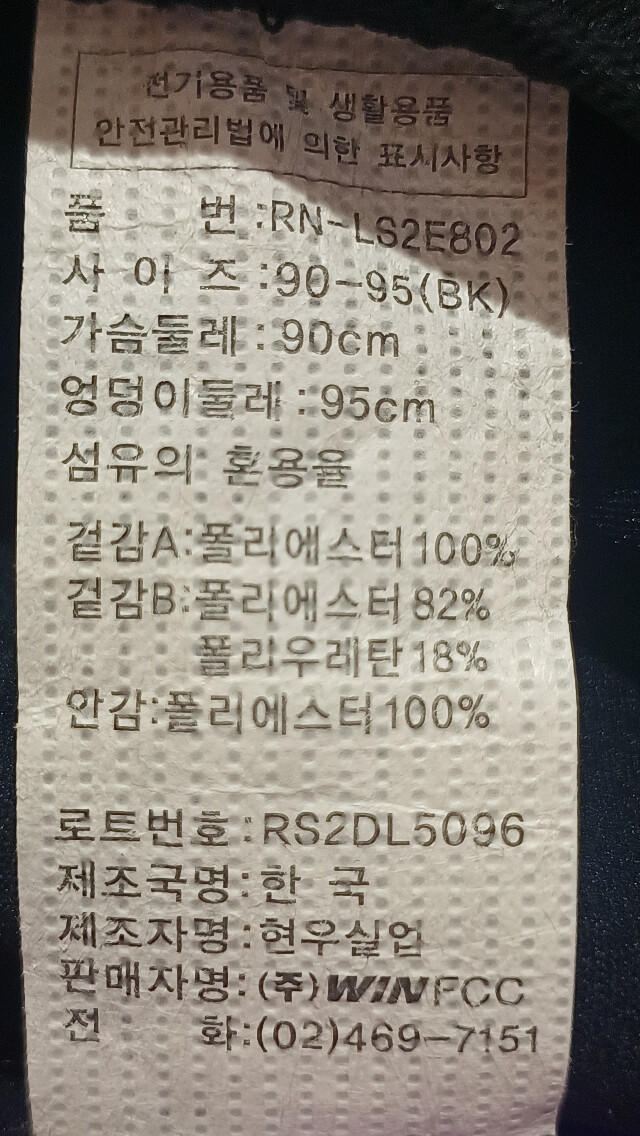 전기용품 및 생활용품
안전관리법에 의한 표시사항
품 번:RN-LS2E802
사 이 즈:90-95(BK)
가슴둘레:90cm
엉덩이둘레:95cm
섬유의 혼용율
겉감A:폴리에스터100%
겉감B:폴리에스터82%
폴리우레탄18%
안감:폴리에스터100%
로트번호:RS2DL5096
제조국명:한 국
제조자명:현우실업
판매자명:(주)WINFCC
전 화:(02)469-7151